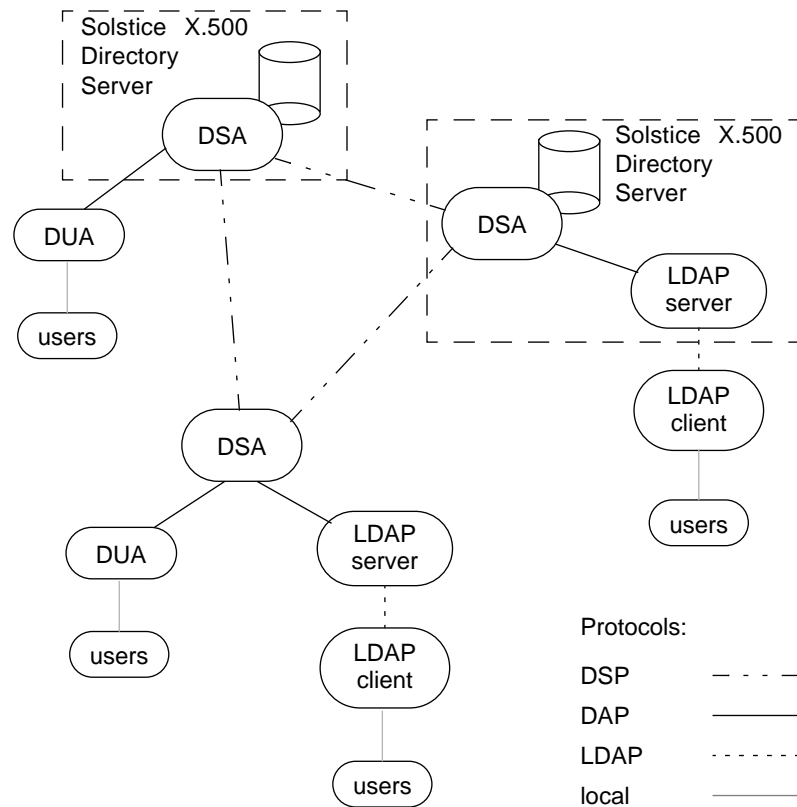 Solstice X.500
Directory
Server
DSA
Solstice X.500
Directory
Server
DSA
DUA
LDAP
server
users
LDAP
client
DSA
users
DUA
LDAP
server
users
LDAP
client
users
Protocols:
DSP
DAP
LDAP
local